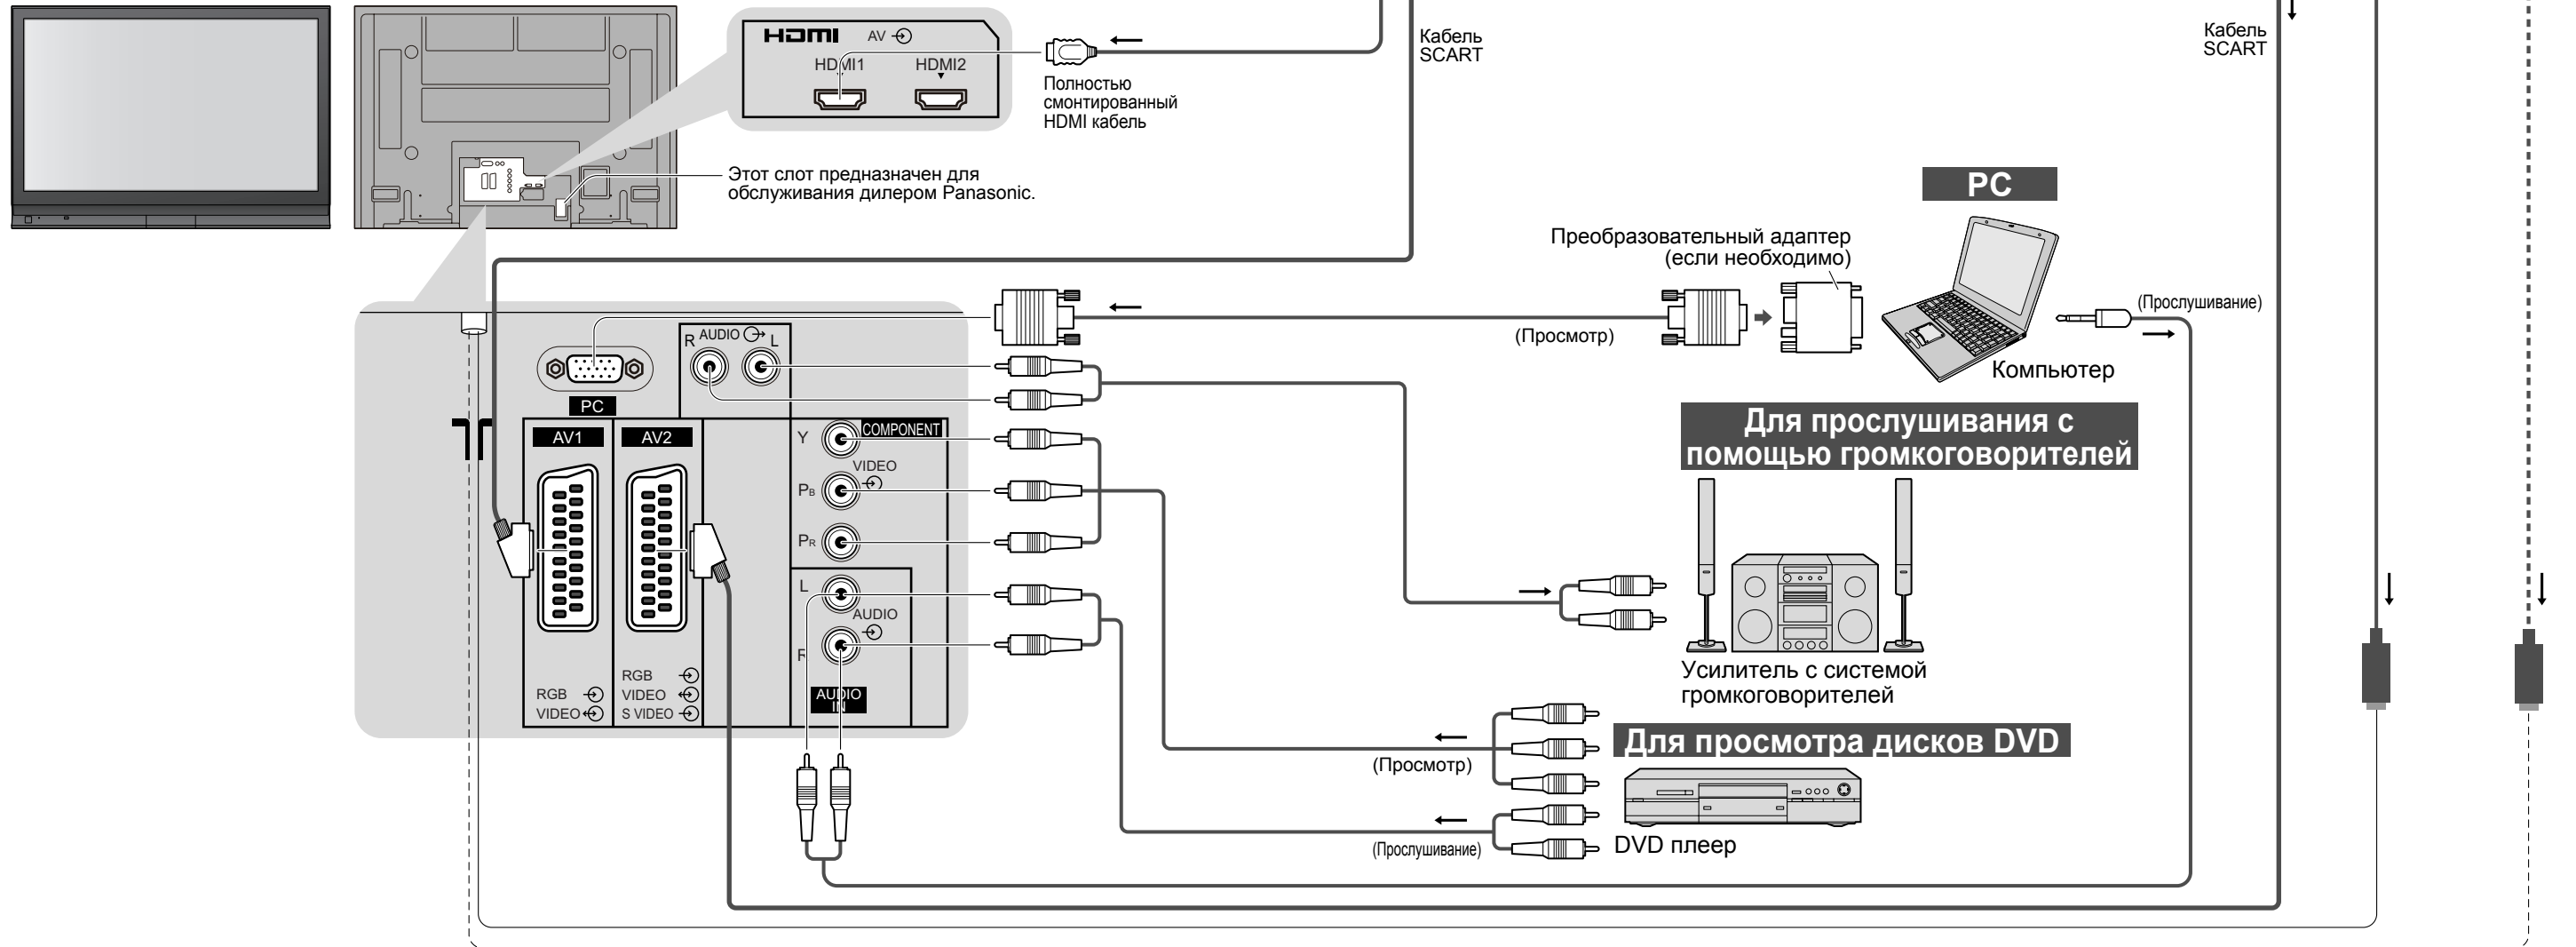 HDMI
AV
HDMI1
HDMI2
Полностью
смонтированный
HDMI кабель
Кабель
SCART
Кабель
SCART
Этот слот предназначен для
обслуживания дилером Panasonic.
PC
Преобразовательный адаптер
(если необходимо)
(Прослушивание)
(Просмотр)
Компьютер
R AUDIO L
PC
AV1
AV2
COMPONENT
Y
VIDEO
PB
PR
L
AUDIO
R
AUDIO
IN
RGB
VIDEO
RGB
VIDEO
S VIDEO
Для прослушивания с
помощью громкоговорителей
Усилитель с системой
громкоговорителей
Для просмотра дисков DVD
(Просмотр)
(Прослушивание)
DVD плеер